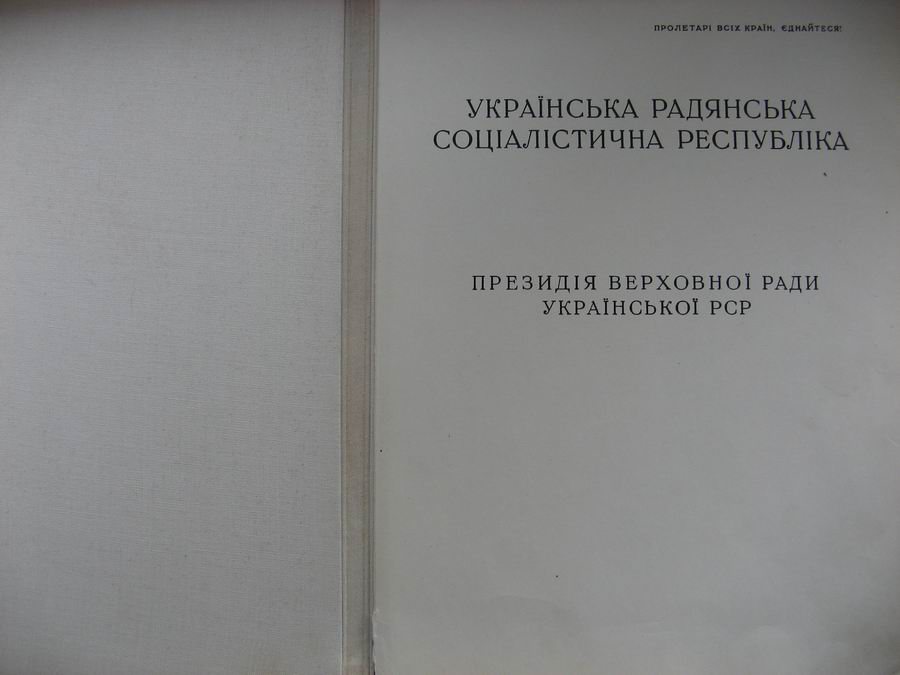 ПРОЛЕТАРІ ВСІХ КРАЇН, ЄДНАЙТЕСЯ!
УКРАЇНСЬКА РАДЯНСЬКА
СОЦІАЛІСТИЧНА РЕСПУБЛІКА
ПРЕЗИДІЯ ВЕРХОВНОЇ РАДИ
УКРАЇНСЬКОЇ РСР